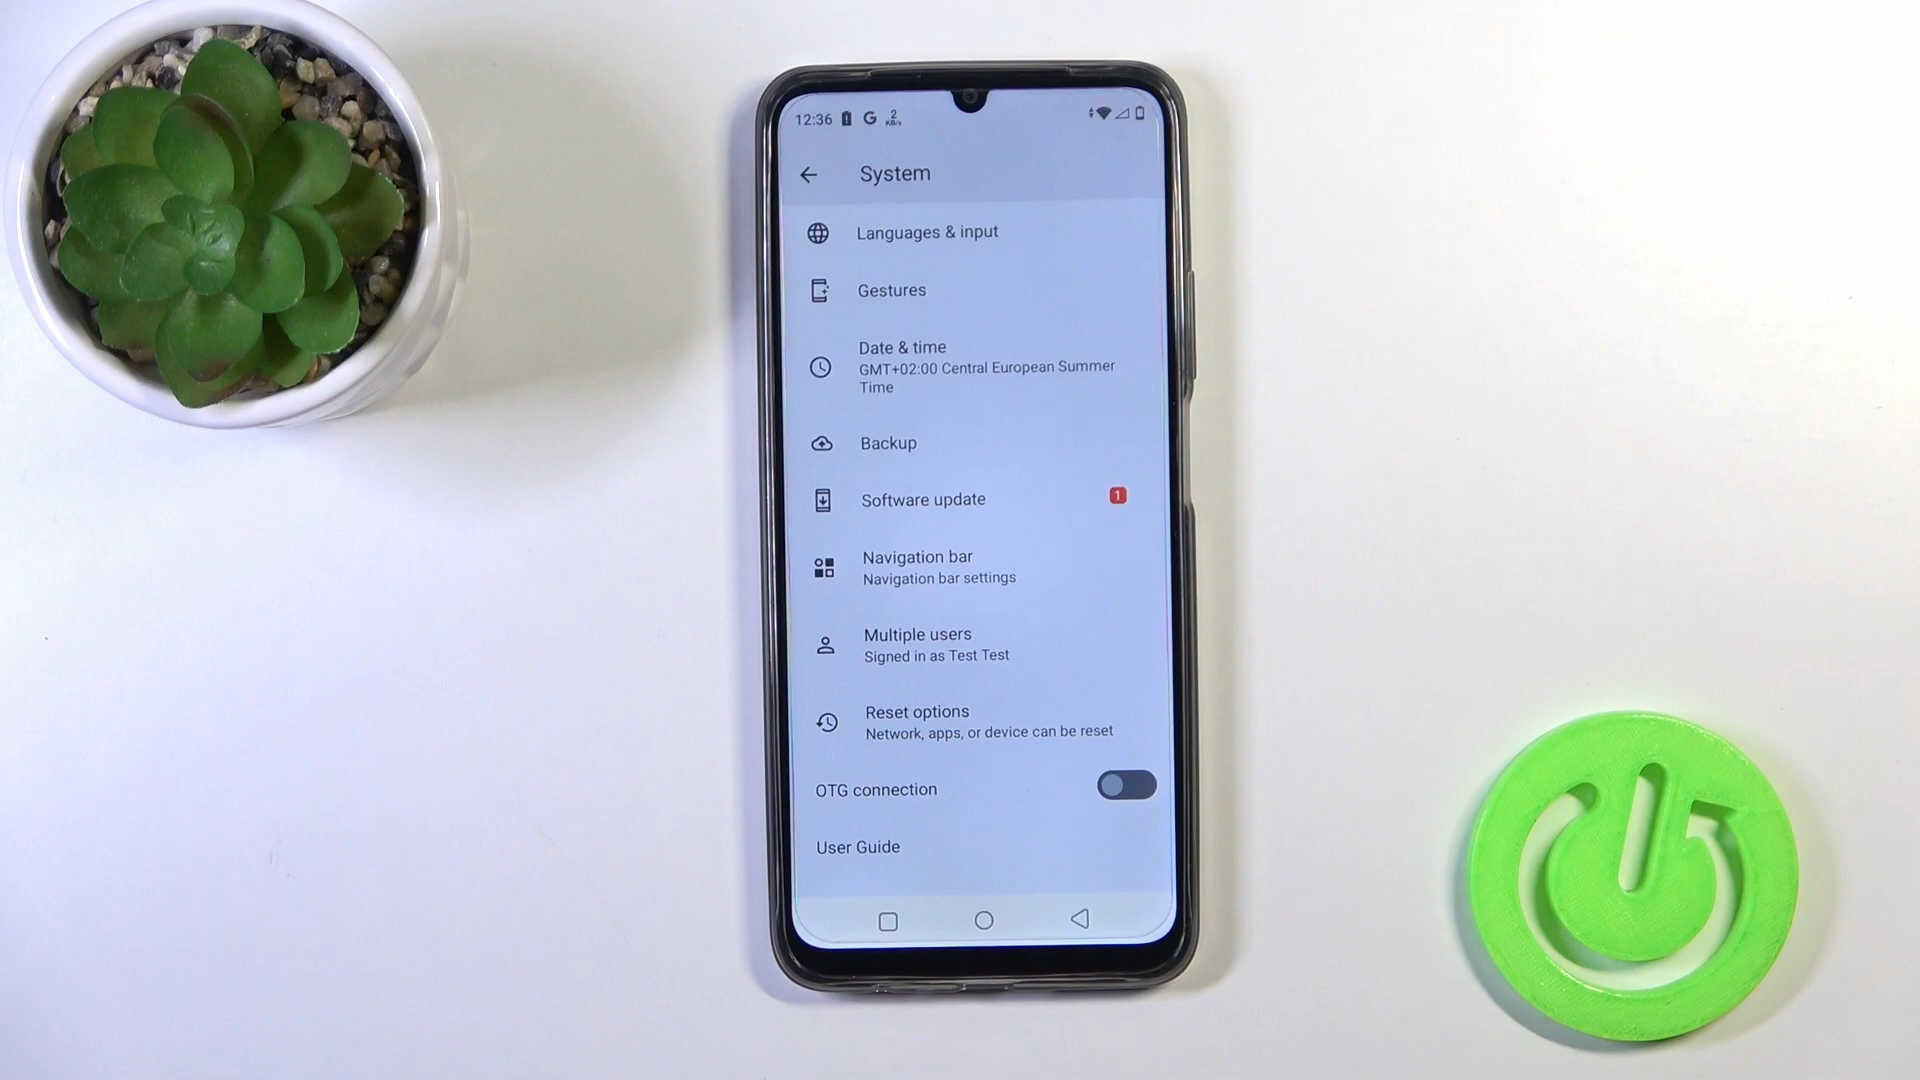 12:36 G 2 KB/s
System
Languages & input
Gestures
Date & time
GMT+02:00 Central European Summer
Time
Backup
Software update 1
Navigation bar
Navigation bar settings
Multiple users
Signed in as Test Test
Reset options
Network, apps, or device can be reset
OTG connection
User Guide